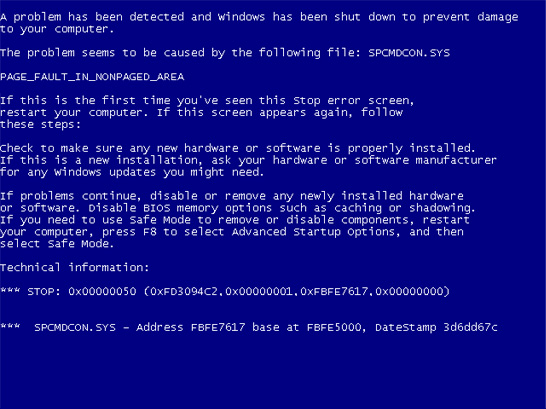 A problem has been detected and Windows has been shut down to prevent damage
to your computer.
The problem seems to be caused by the following file: SPCMDCON.SYS
PAGE_FAULT_IN_NONPAGED_AREA
If this is the first time you've seen this Stop error screen,
restart your computer. If this screen appears again, follow
these steps:
Check to make sure any new hardware or software is properly installed.
If this is a new installation, ask your hardware or software manufacturer
for any Windows updates you might need.
If problems continue, disable or remove any newly installed hardware
or software. Disable BIOS memory options such as caching or shadowing.
If you need to use Safe Mode to remove or disable components, restart
your computer, press F8 to select Advanced Startup Options, and then
select Safe Mode.
Technical information:
*** STOP: 0x00000050 (0xFD3094C2,0x00000001,0xFBFE7617,0x00000000)
*** SPCMDCON.SYS - Address FBFE7617 base at FBFE5000, DateStamp 3d6dd67c